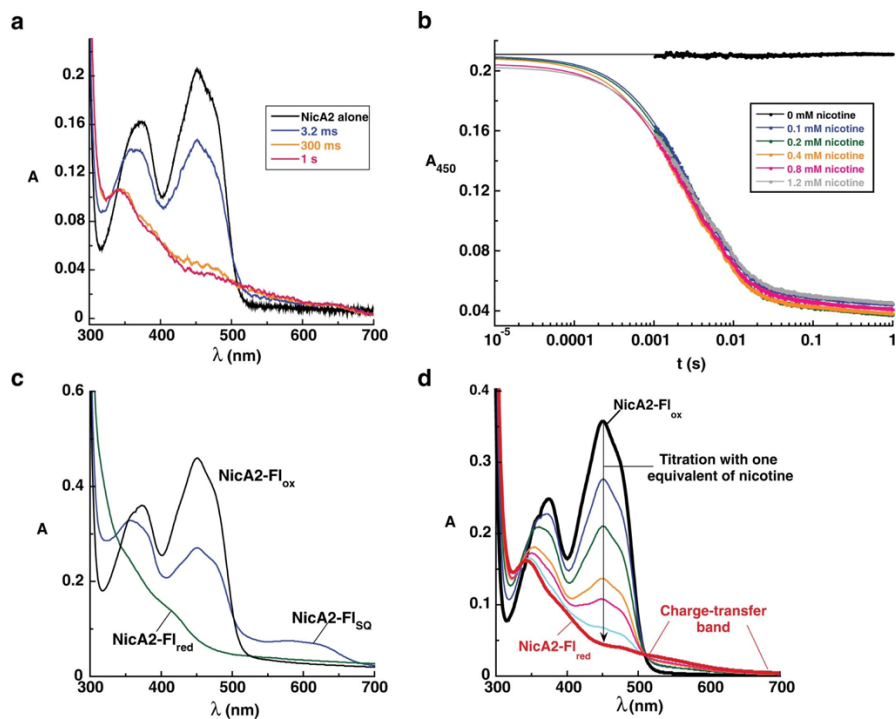 a
0.2
0.16
0.12
A
0.08
0.04
0
300 400 500 600 700
λ (nm)
NicA2 alone
3.2 ms
300 ms
1 s
b
0.2
0.16
A450
0.12
0.08
0.04
10-5 0.0001 0.001 0.01 0.1 1
t (s)
0 mM nicotine
0.1 mM nicotine
0.2 mM nicotine
0.4 mM nicotine
0.8 mM nicotine
1.2 mM nicotine
c
0.6
0.4
A
0.2
0
300 400 500 600 700
λ (nm)
NicA2-Flox
NicA2-FlSQ
NicA2-Flred
d
0.4
0.3
A
0.2
0.1
0
300 400 500 600 700
λ(nm)
NicA2-Flox
Titration with one
equivalent of nicotine
Charge-transfer
band
NicA2-Flred